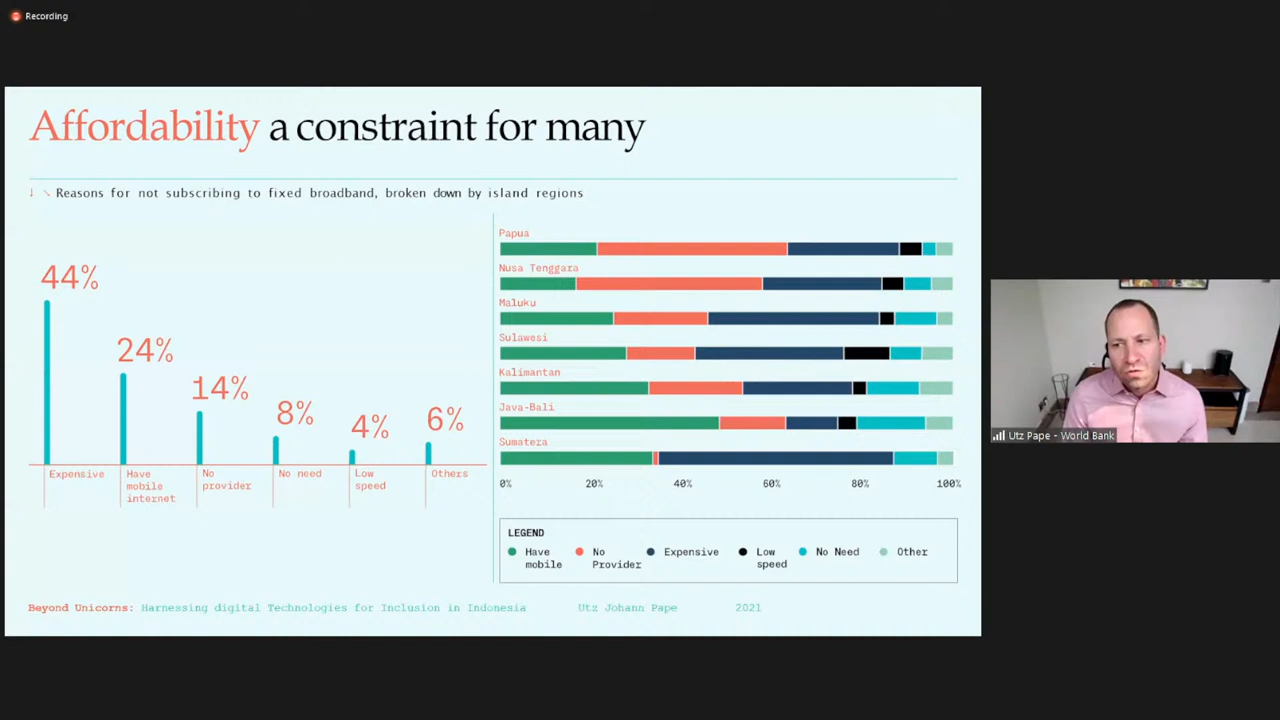 Recording
Affordability a constraint for many
↓ ↘ Reasons for not subscribing to fixed broadband, broken down by island regions
44%
24%
14%
8%
4%
6%
Expensive
Have
mobile
internet
No
provider
No need
Low
speed
Others
Papua
Nusa Tenggara
Maluku
Sulawesi
Kalimantan
Java-Bali
Sumatera
0% 20% 40% 60% 80% 100%
LEGEND
Have
mobile
No
Provider
Expensive
Low
speed
No Need
Other
Beyond Unicorns: Harnessing digital Technologies for Inclusion in Indonesia Utz Johann Pape 2021
Utz Pape - World Bank